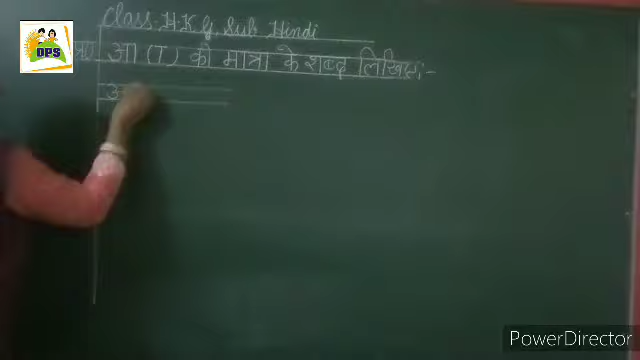 Class-H.K.G, Sub Hindi
आ (ा) की मात्रा के शब्द लिखिए:-
DPS
PowerDirector